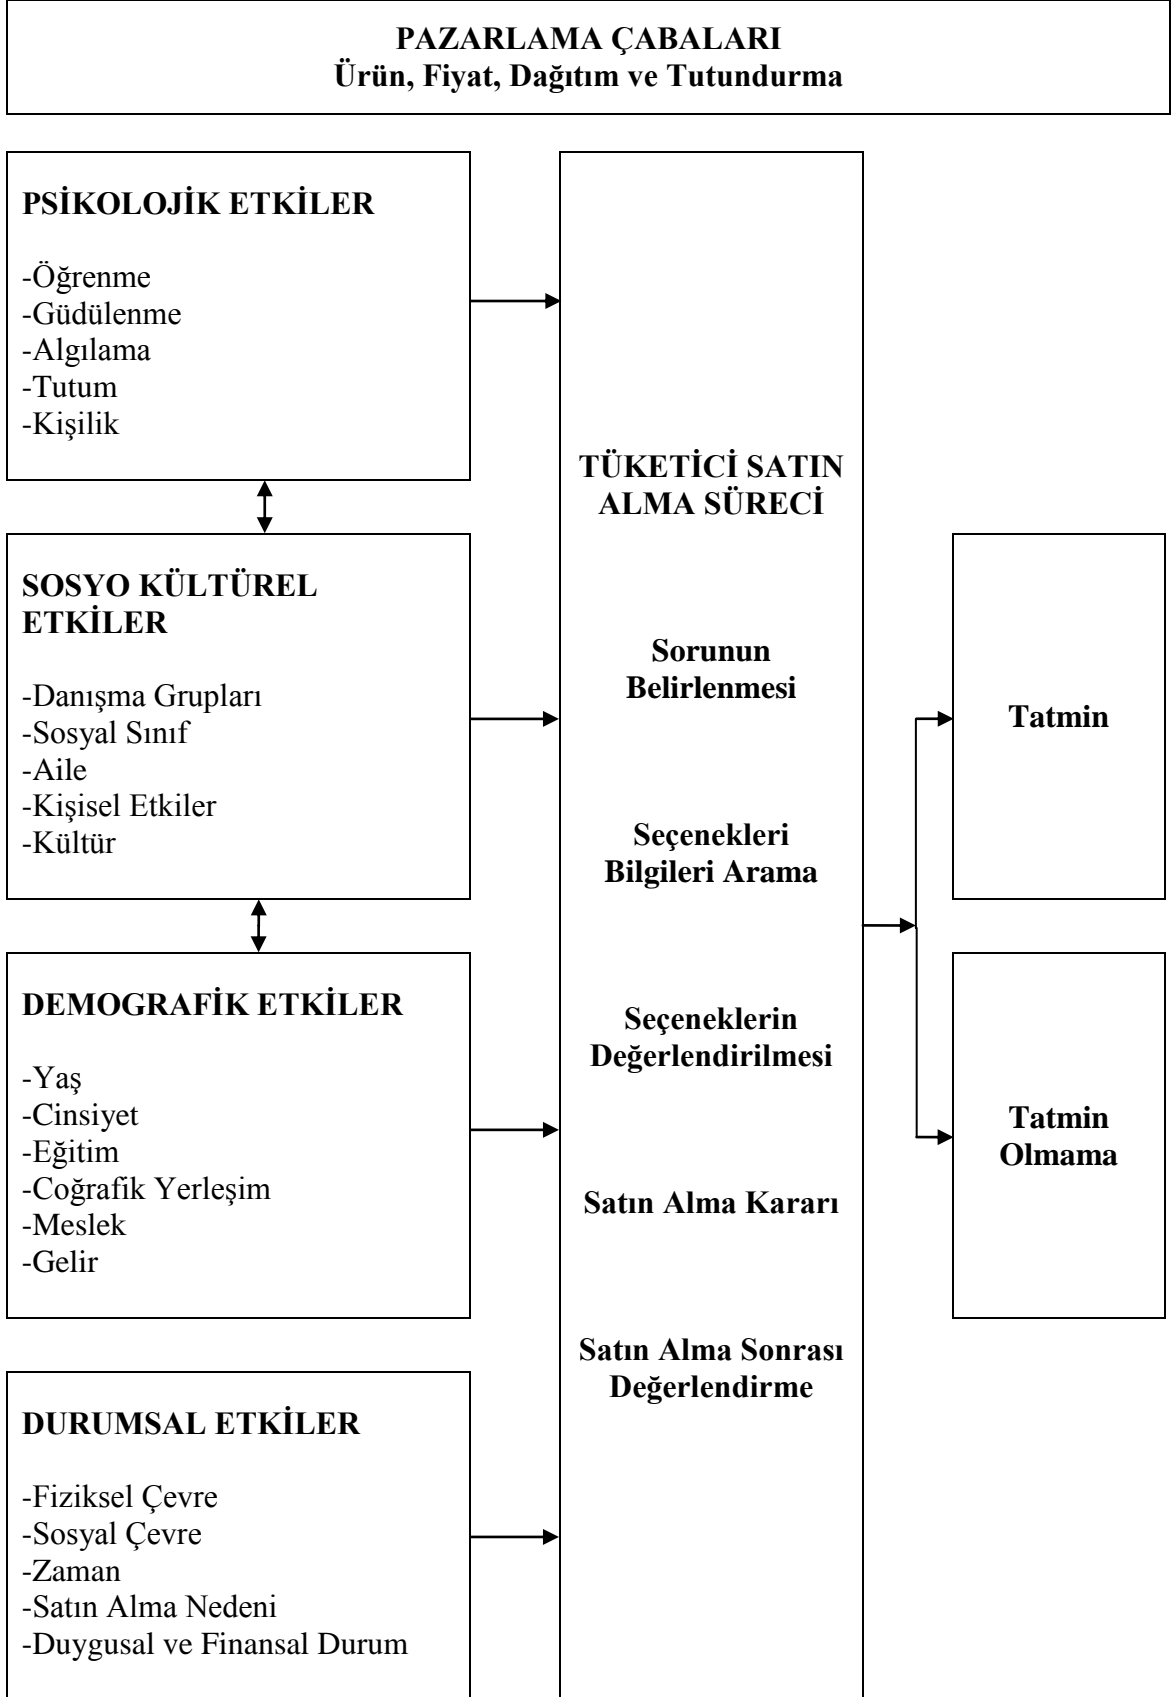 PAZARLAMA ÇABALARI
Ürün, Fiyat, Dağıtım ve Tutundurma
PSİKOLOJİK ETKİLER
-Öğrenme
-Güdülenme
-Algılama
-Tutum
-Kişilik
SOSYO KÜLTÜREL
ETKİLER
-Danışma Grupları
-Sosyal Sınıf
-Aile
-Kişisel Etkiler
-Kültür
DEMOGRAFİK ETKİLER
-Yaş
-Cinsiyet
-Eğitim
-Coğrafik Yerleşim
-Meslek
-Gelir
DURUMSAL ETKİLER
-Fiziksel Çevre
-Sosyal Çevre
-Zaman
-Satın Alma Nedeni
-Duygusal ve Finansal Durum
TÜKETİCİ SATIN
ALMA SÜRECİ
Sorunun
Belirlenmesi
Seçenekleri
Bilgileri Arama
Seçeneklerin
Değerlendirilmesi
Satın Alma Kararı
Satın Alma Sonrası
Değerlendirme
Tatmin
Tatmin
Olmama